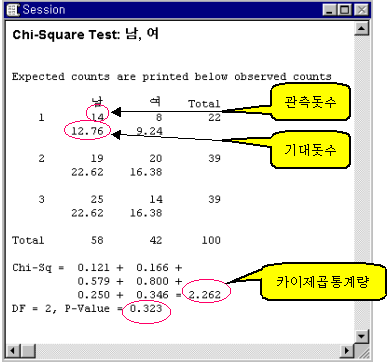 Session
Chi-Square Test: 남, 여
Expected counts are printed below observed counts
남 여 Total
1 14 8 22
12.76 9.24
2 19 20 39
22.62 16.38
3 25 14 39
22.62 16.38
Total 58 42 100
Chi-Sq = 0.121 + 0.166 +
0.579 + 0.800 +
0.250 + 0.346 = 2.262
DF = 2, P-Value = 0.323
관측돗수
기대돗수
카이제곱통계량